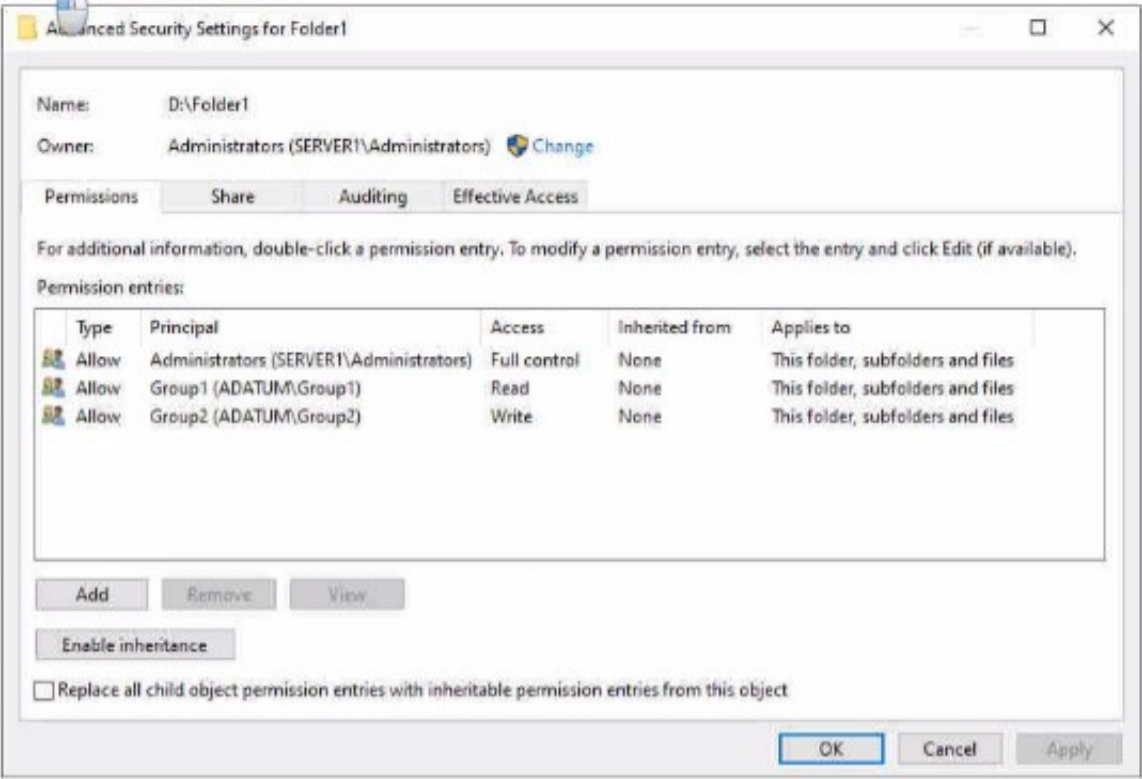 Advanced Security Settings for Folder1
Name: D:\Folder1
Owner: Administrators (SERVER1\Administrators) Change
Permissions Share Auditing Effective Access
For additional information, double-click a permission entry. To modify a permission entry, select the entry and click Edit (if available).
Permission entries:
Type Principal Access Inherited from Applies to
Allow Administrators (SERVER1\Administrators) Full control None This folder, subfolders and files
Allow Group1 (ADATUM\Group1) Read None This folder, subfolders and files
Allow Group2 (ADATUM\Group2) Write None This folder, subfolders and files
Add Remove View
Enable inheritance
Replace all child object permission entries with inheritable permission entries from this object
OK Cancel Apply